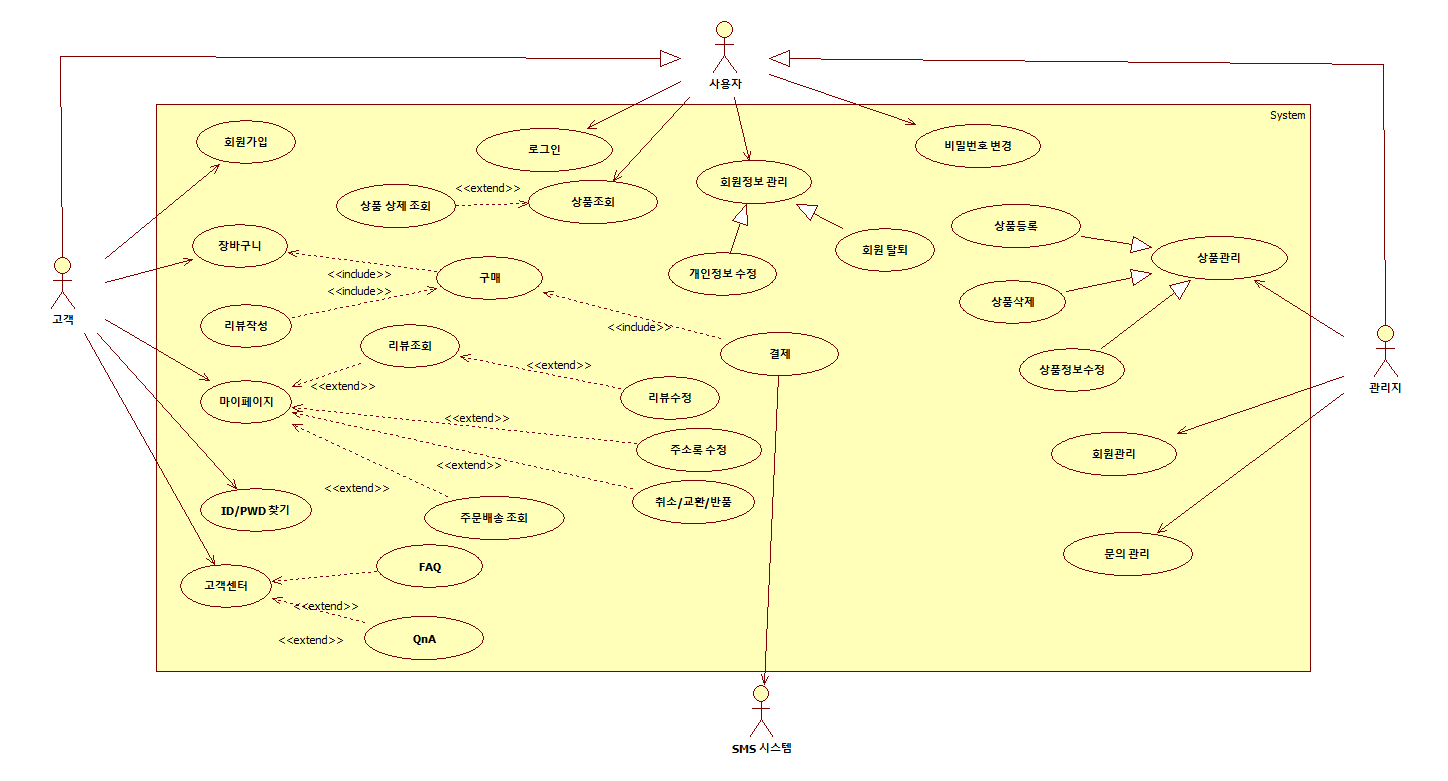 사용자
System
회원가입
로그인
비밀번호 변경
회원정보 관리
<<extend>>
상품 상제 조회
상품조회
상품등록
장바구니
회원 탈퇴
상품관리
<<include>>
구매
개인정보 수정
<<include>>
상품삭제
고객
리뷰작성
<<include>>
리뷰조회
결제
상품정보수정
<<extend>>
<<extend>>
관리지
마이페이지
리뷰수정
<<extend>>
주소록 수정
회원관리
<<extend>>
<<extend>>
취소/교환/반품
ID/PWD 찾기
주문배송 조회
문의 관리
FAQ
고객센터
<<extend>>
<<extend>>
QnA
SMS 시스템